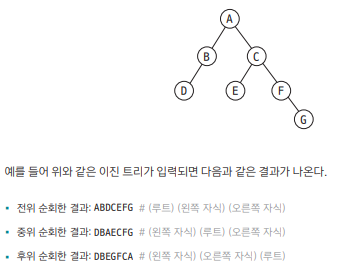 A
B C
D E F
G
예를 들어 위와 같은 이진 트리가 입력되면 다음과 같은 결과가 나온다.
• 전위 순회한 결과: ABDCEFG # (루트) (왼쪽 자식) (오른쪽 자식)
• 중위 순회한 결과: DBAECFG # (왼쪽 자식) (루트) (오른쪽 자식)
• 후위 순회한 결과: DBEGFCA # (왼쪽 자식) (오른쪽 자식) (루트)